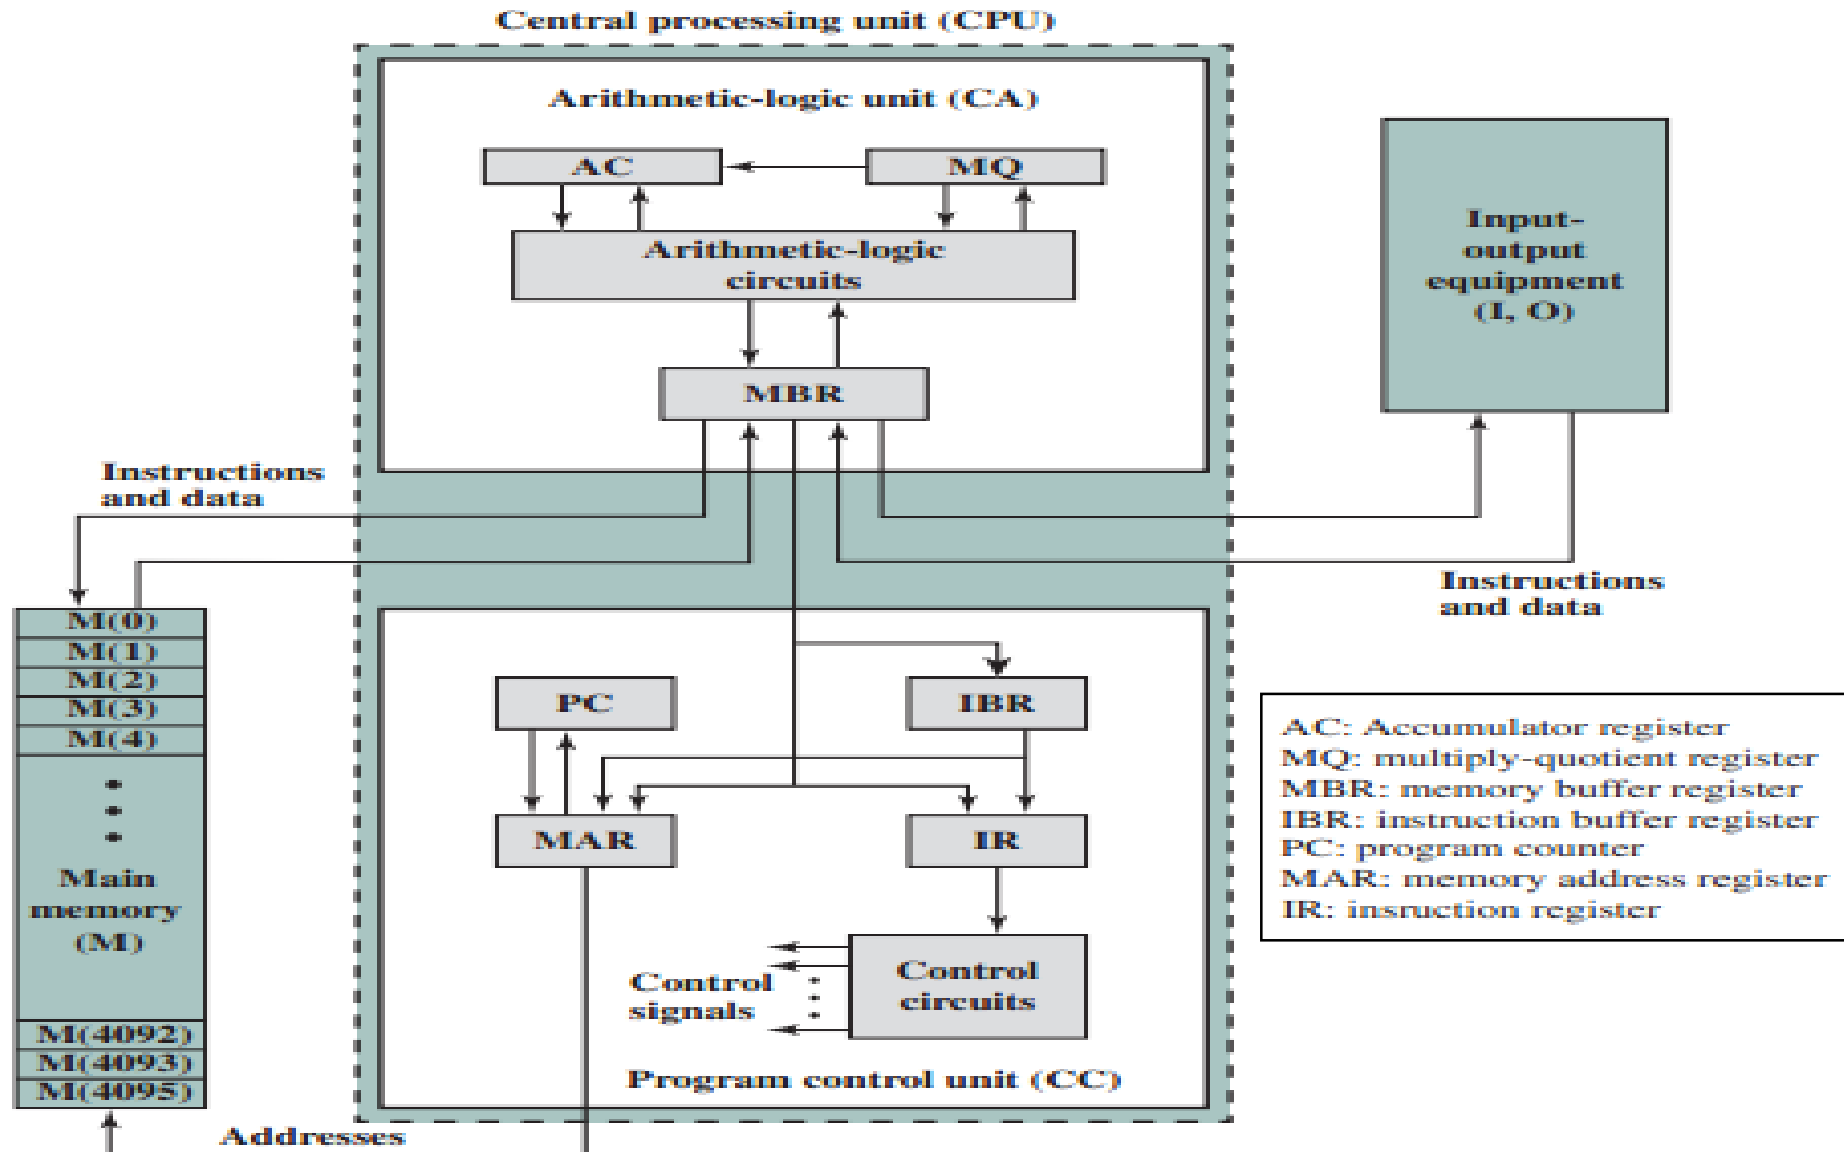 Central processing unit (CPU)
Arithmetic-logic unit (CA)
AC
MQ
Arithmetic-logic
circuits
MBR
Input-
output
equipment
(I, O)
Instructions
and data
Instructions
and data
M(0)
M(1)
M(2)
M(3)
M(4)
Main
memory
(M)
M(4092)
M(4093)
M(4095)
PC
IBR
MAR
IR
Control
signals
Control
circuits
Program control unit (CC)
Addresses
AC: Accumulator register
MQ: multiply-quotient register
MBR: memory buffer register
IBR: instruction buffer register
PC: program counter
MAR: memory address register
IR: insruction register